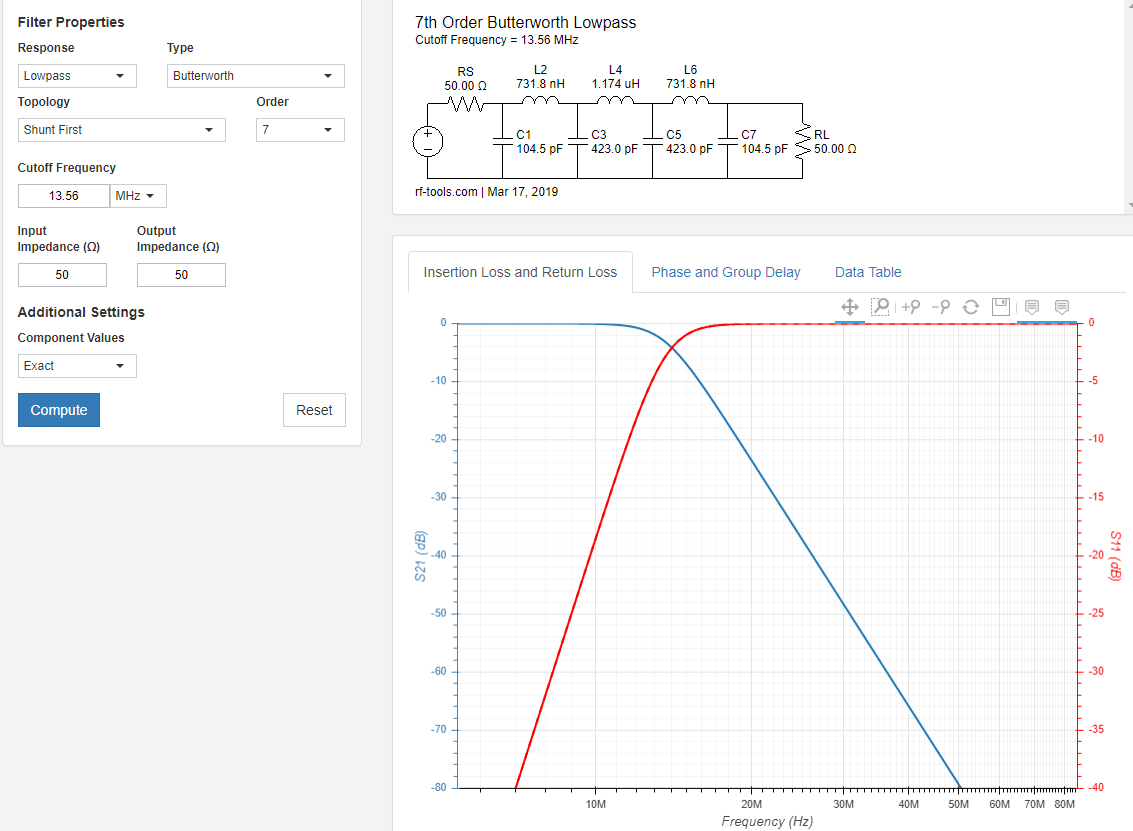 Filter Properties
Response Type
Lowpass Butterworth
Topology Order
Shunt First 7
Cutoff Frequency
13.56 MHz
Input Output
Impedance (Ω) Impedance (Ω)
50 50
Additional Settings
Component Values
Exact
Compute Reset
7th Order Butterworth Lowpass
Cutoff Frequency = 13.56 MHz
RS L2 L4 L6
50.00 Ω 731.8 nH 1.174 uH 731.8 nH
C1 C3 C5 C7 RL
104.5 pF 423.0 pF 423.0 pF 104.5 pF 50.00 Ω
rf-tools.com | Mar 17, 2019
Insertion Loss and Return Loss Phase and Group Delay Data Table
0 0
-10 -5
-20 -10
-30 -15
-40 -20
-50 -25
-60 -30
-70 -35
-80 -40
S21 (dB)
S11 (dB)
10M 20M 30M 40M 50M 60M 70M 80M
Frequency (Hz)